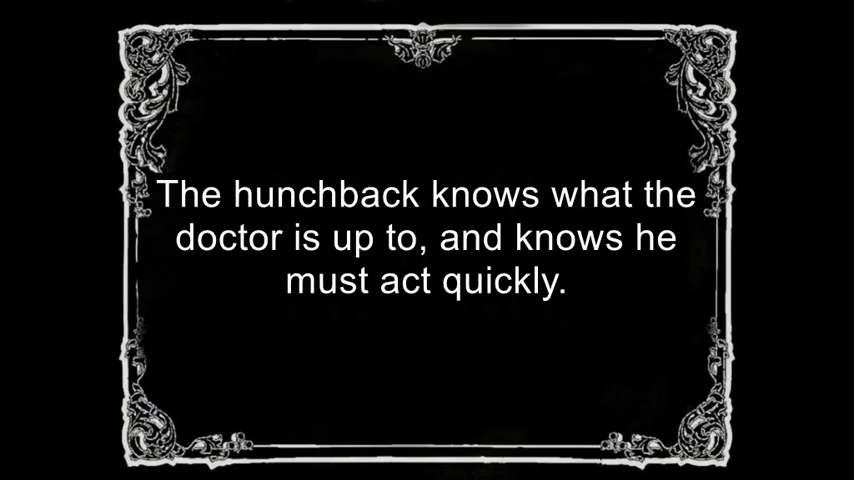 The hunchback knows what the
doctor is up to, and knows he
must act quickly.